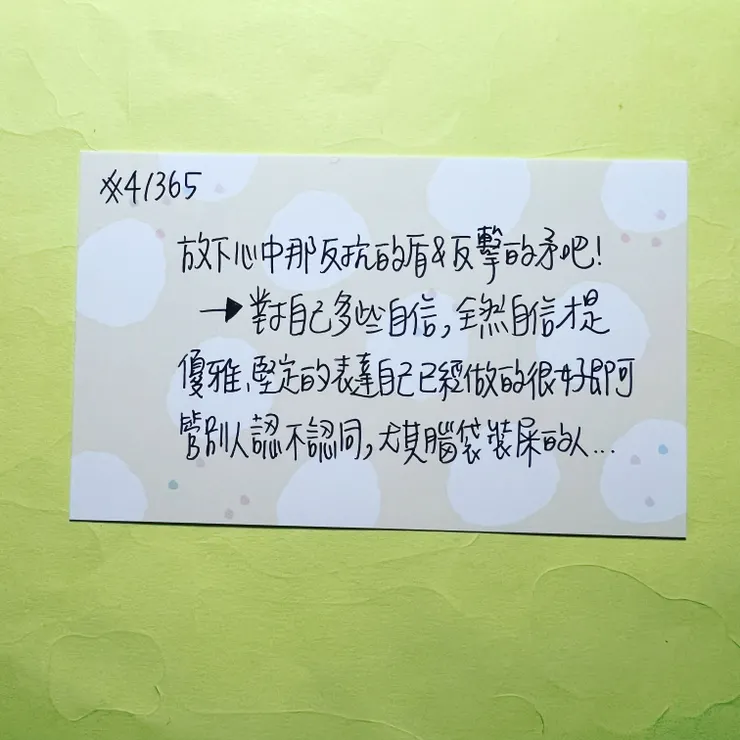 ※41365
放下心中那反抗的盾&反擊的矛吧!
→對自己多些自信,全然自信才是
優雅、堅定的表達自己已經做的很好即可
管別人認不認同,尤其腦袋裝屎的人...